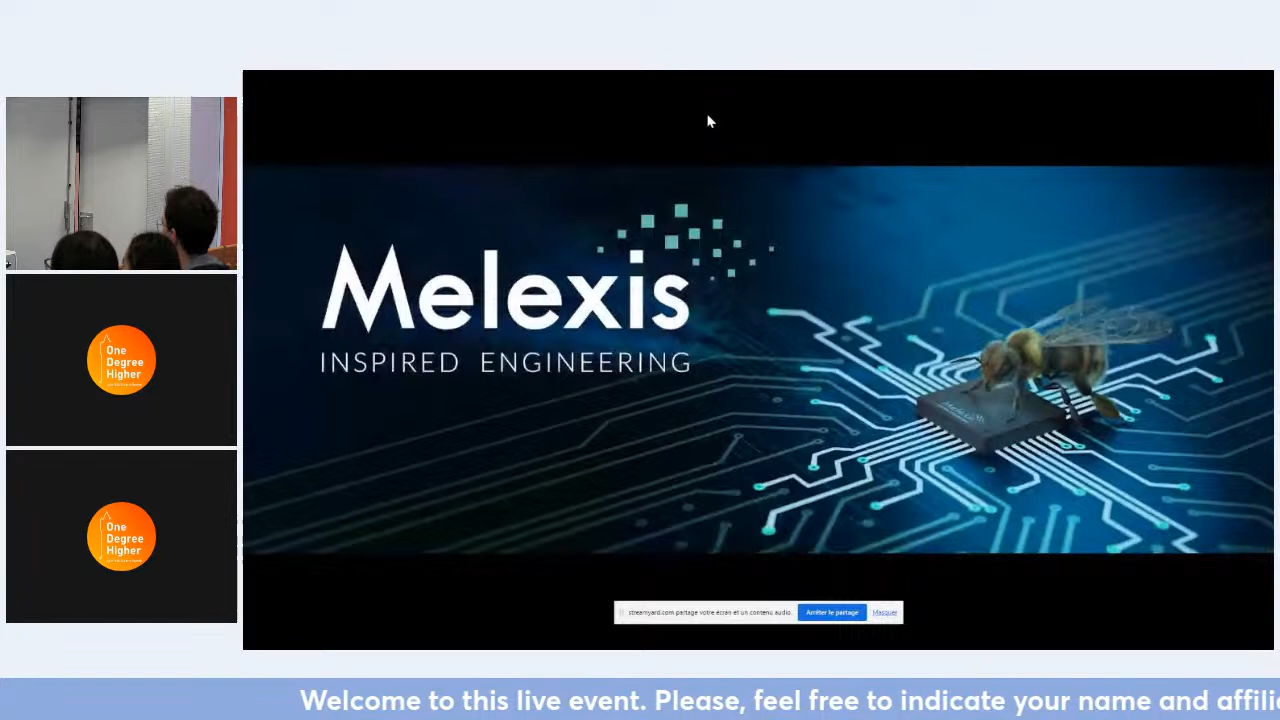 Melexis
INSPIRED ENGINEERING
Melexis
One
Degree
Higher
One
Degree
Higher
streamyard.com partage votre écran et un contenu audio.
Arrêter le partage
Masquer
Welcome to this live event. Please, feel free to indicate your name and affili